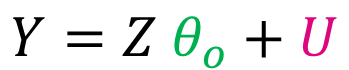 Y = Z θₒ + U